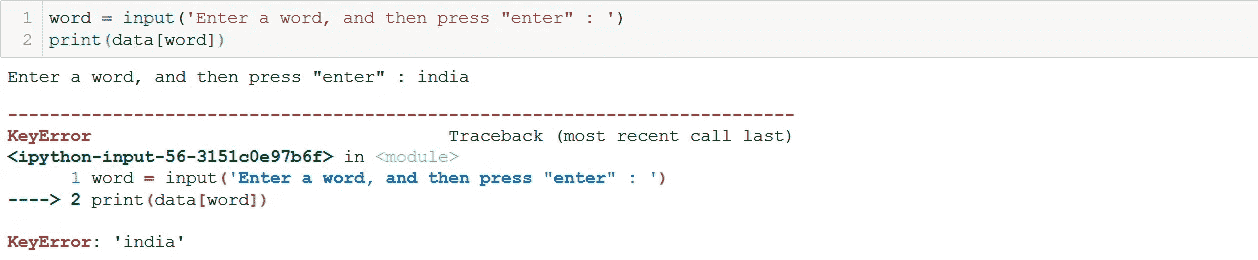 1 word = input('Enter a word, and then press "enter" : ')
2 print(data[word])
Enter a word, and then press "enter" : india
---------------------------------------------------------------------------
KeyError                                  Traceback (most recent call last)
<ipython-input-56-3151c0e97b6f> in <module>
      1 word = input('Enter a word, and then press "enter" : ')
----> 2 print(data[word])
KeyError: 'india'